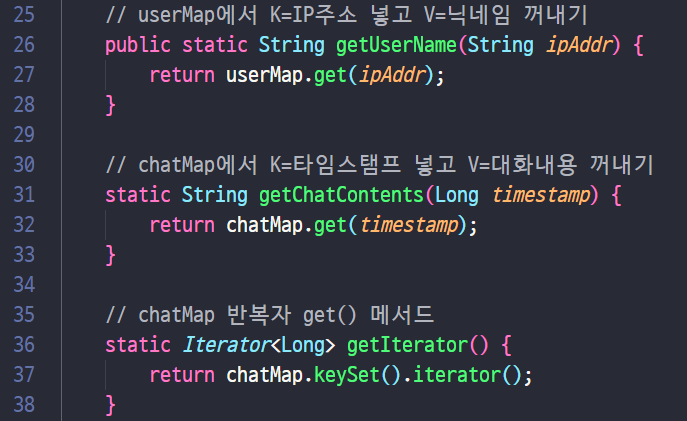 25 // userMap에서 K=IP주소 넣고 V=닉네임 꺼내기
26 public static String getUserName(String ipAddr) {
27 return userMap.get(ipAddr);
28 }
29
30 // chatMap에서 K=타임스탬프 넣고 V=대화내용 꺼내기
31 static String getChatContents(Long timestamp) {
32 return chatMap.get(timestamp);
33 }
34
35 // chatMap 반복자 get() 메서드
36 static Iterator<Long> getIterator() {
37 return chatMap.keySet().iterator();
38 }